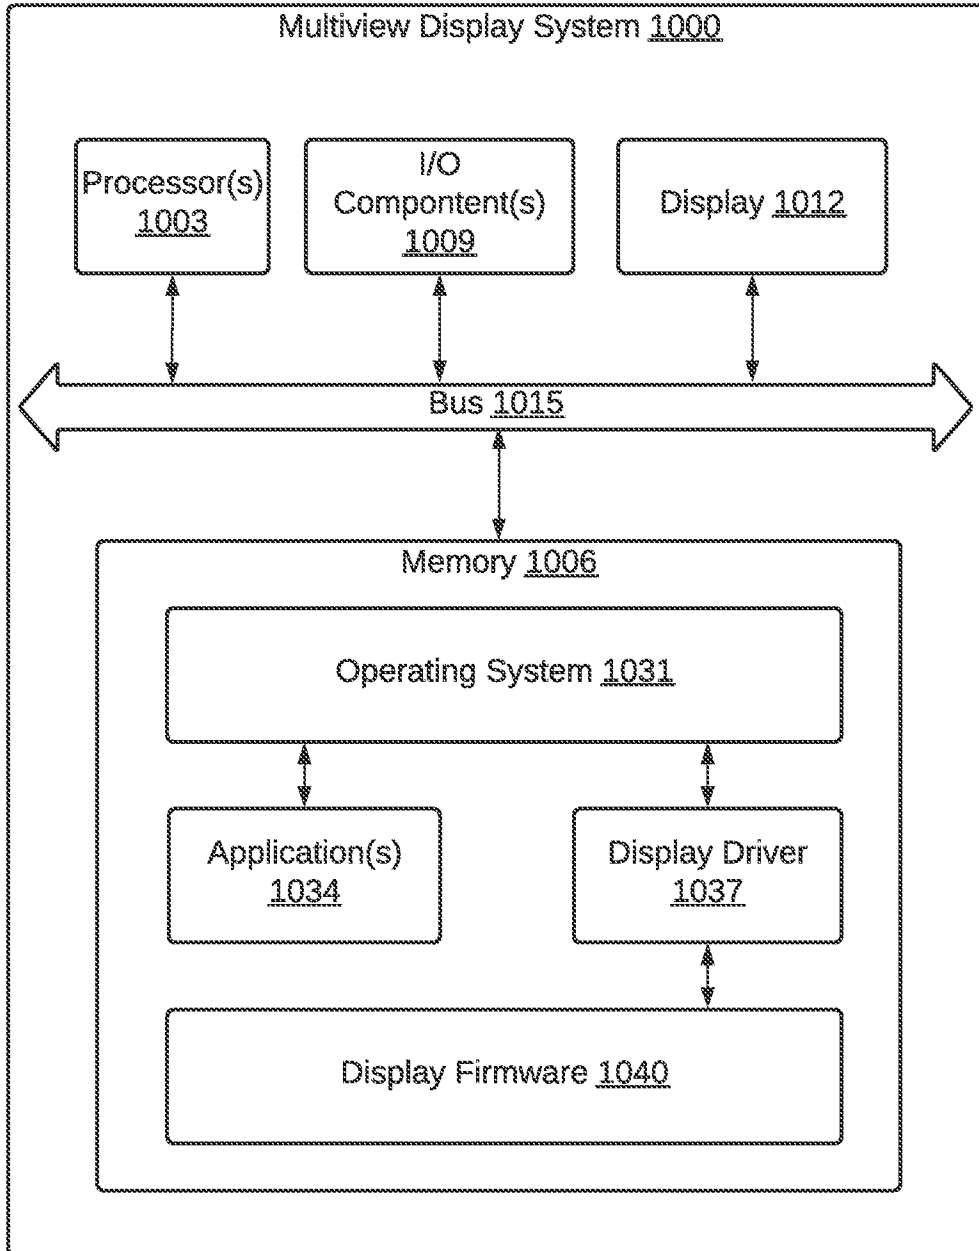 Multiview Display System 1000
Processor(s)
1003
I/O
Compontent(s)
1009
Display 1012
Bus 1015
Memory 1006
Operating System 1031
Application(s)
1034
Display Driver
1037
Display Firmware 1040